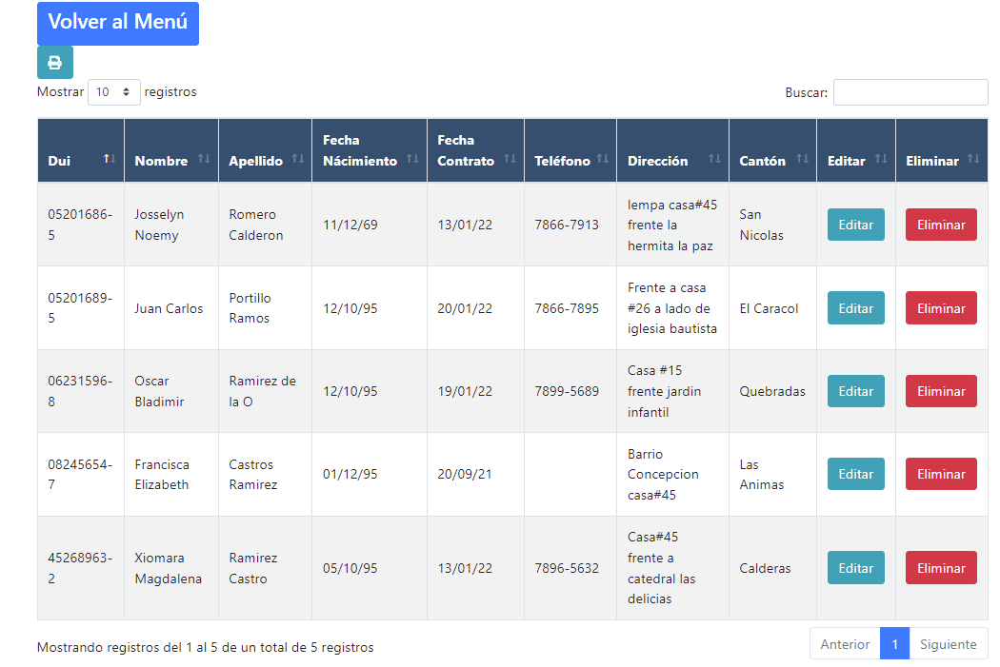 Volver al Menú
Mostrar 10 registros
Buscar:
Dui Nombre Apellido Fecha Nácimiento Fecha Contrato Teléfono Dirección Cantón Editar Eliminar
05201686-5 Josselyn Noemy Romero Calderon 11/12/69 13/01/22 7866-7913 lempa casa#45 frente la hermita la paz San Nicolas Editar Eliminar
05201689-5 Juan Carlos Portillo Ramos 12/10/95 20/01/22 7866-7895 Frente a casa #26 a lado de iglesia bautista El Caracol Editar Eliminar
06231596-8 Oscar Bladimir Ramirez de la O 12/10/95 19/01/22 7899-5689 Casa #15 frente jardin infantil Quebradas Editar Eliminar
08245654-7 Francisca Elizabeth Castros Ramirez 01/12/95 20/09/21 Barrio Concepcion casa#45 Las Animas Editar Eliminar
45268963-2 Xiomara Magdalena Ramirez Castro 05/10/95 13/01/22 7896-5632 Casa#45 frente a catedral las delicias Calderas Editar Eliminar
Mostrando registros del 1 al 5 de un total de 5 registros
Anterior 1 Siguiente